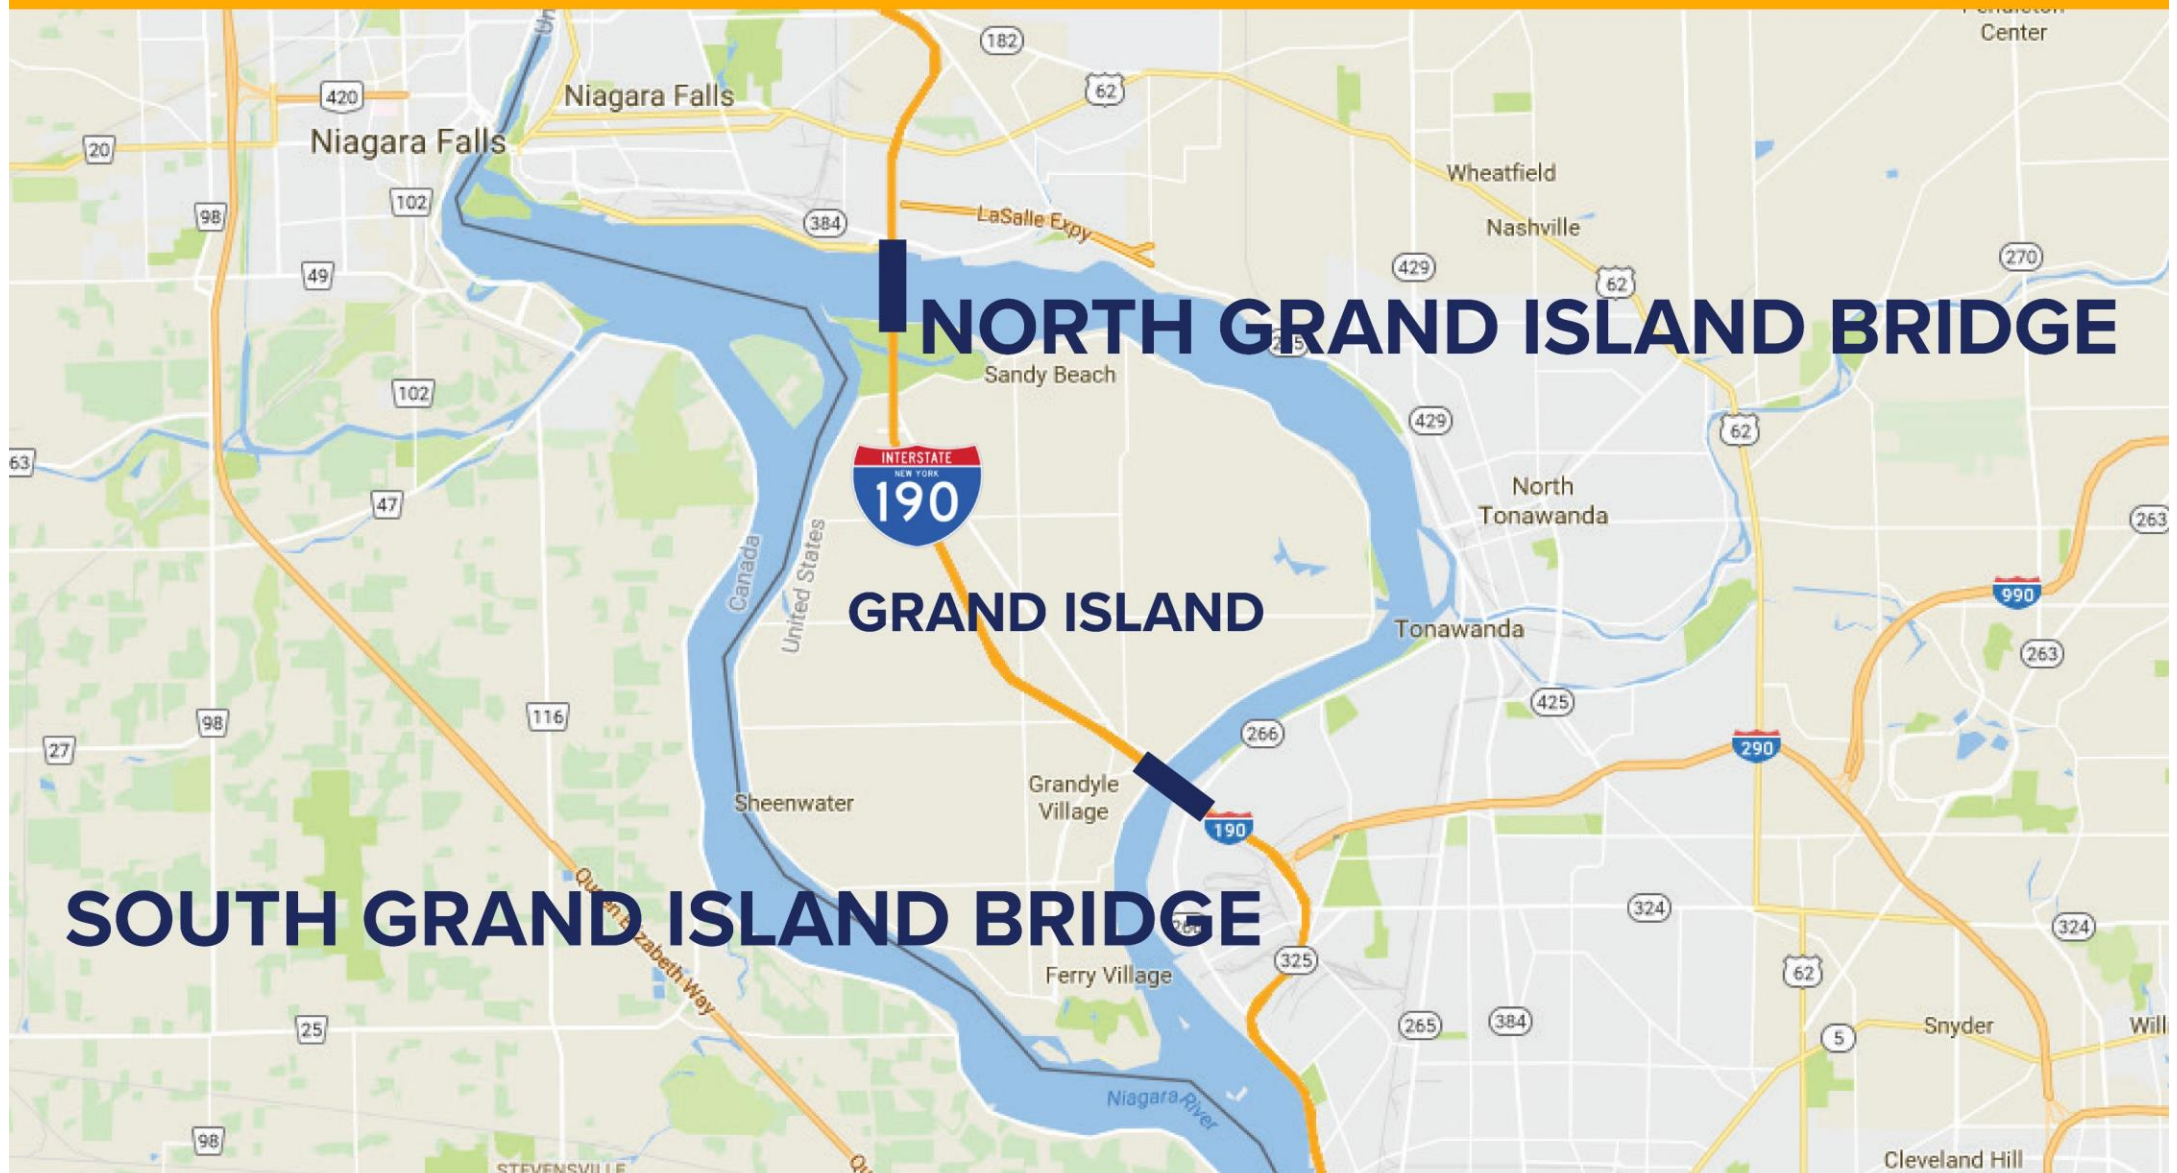 Center
182
62
420
Niagara Falls
Niagara Falls
20
Wheatfield
102
98
384
LaSalle Expy
Nashville
270
429
49
62
NORTH GRAND ISLAND BRIDGE
Sandy Beach
102
429
62
INTERSTATE
NEW YORK
190
63
47
North
Tonawanda
263
Canada
United States
990
GRAND ISLAND
Tonawanda
263
425
116
98
27
266
290
Grandyle
Village
Sheenwater
190
SOUTH GRAND ISLAND BRIDGE
Queen Elizabeth Way
324
324
325
62
Ferry Village
25
265
384
5
Snyder
Niagara River
98
Cleveland Hill
STEVENSVILLE